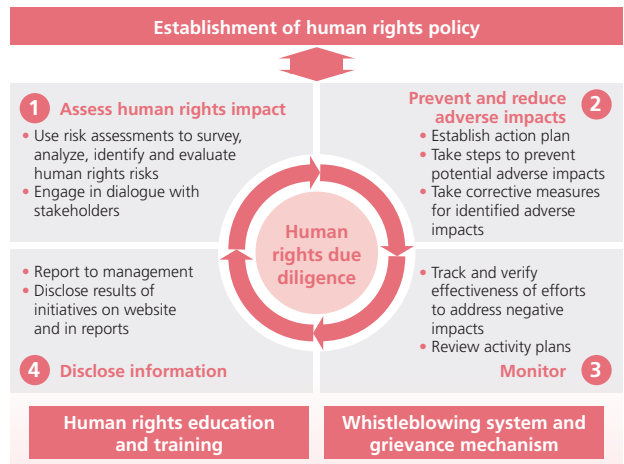 Establishment of human rights policy
1 Assess human rights impact
• Use risk assessments to survey,
analyze, identify and evaluate
human rights risks
• Engage in dialogue with
stakeholders
Prevent and reduce
adverse impacts 2
• Establish action plan
• Take steps to prevent
potential adverse impacts
• Take corrective measures
for identified adverse
impacts
Human
rights due
diligence
• Track and verify
effectiveness of efforts
to address negative
impacts
• Review activity plans
Monitor 3
• Report to management
• Disclose results of
initiatives on website
and in reports
4 Disclose information
Human rights education
and training
Whistleblowing system and
grievance mechanism